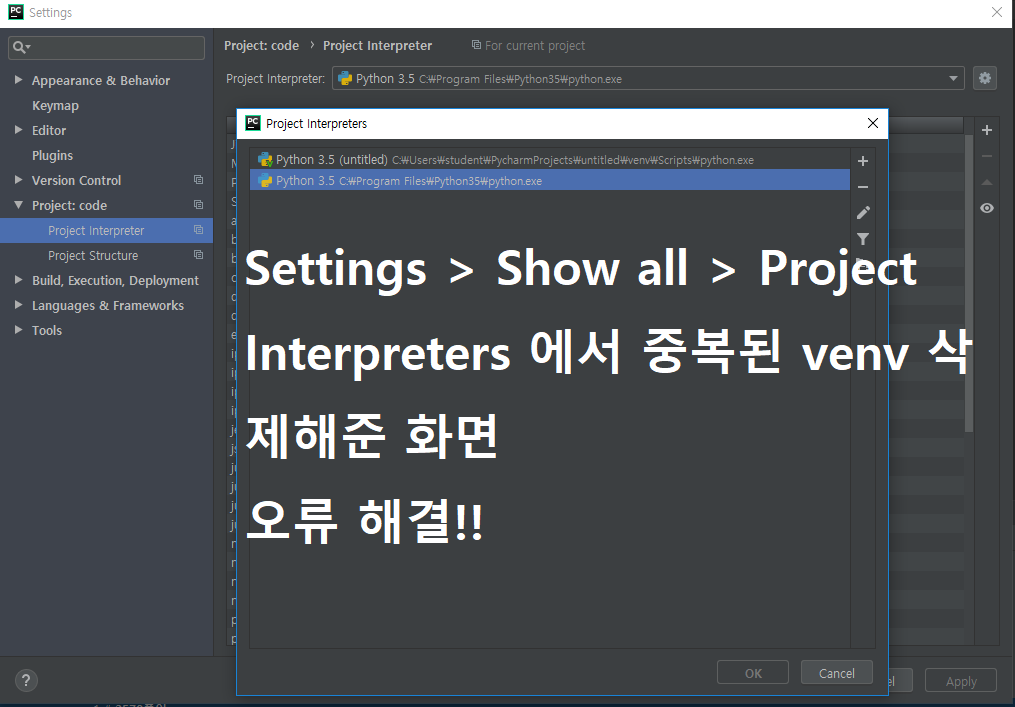 Settings
Project: code › Project Interpreter For current project
Project Interpreter: Python 3.5 C:₩Program Files₩Python35₩python.exe
Appearance & Behavior
Keymap
Editor
Plugins
Version Control
Project: code
Project Interpreter
Project Structure
Build, Execution, Deployment
Languages & Frameworks
Tools
Project Interpreters
Python 3.5 (untitled) C:₩Users₩student₩PycharmProjects₩untitled₩venv₩Scripts₩python.exe
Python 3.5 C:₩Program Files₩Python35₩python.exe
Settings > Show all > Project
Interpreters 에서 중복된 venv 삭
제해준 화면
오류 해결!!
OK Cancel
Apply